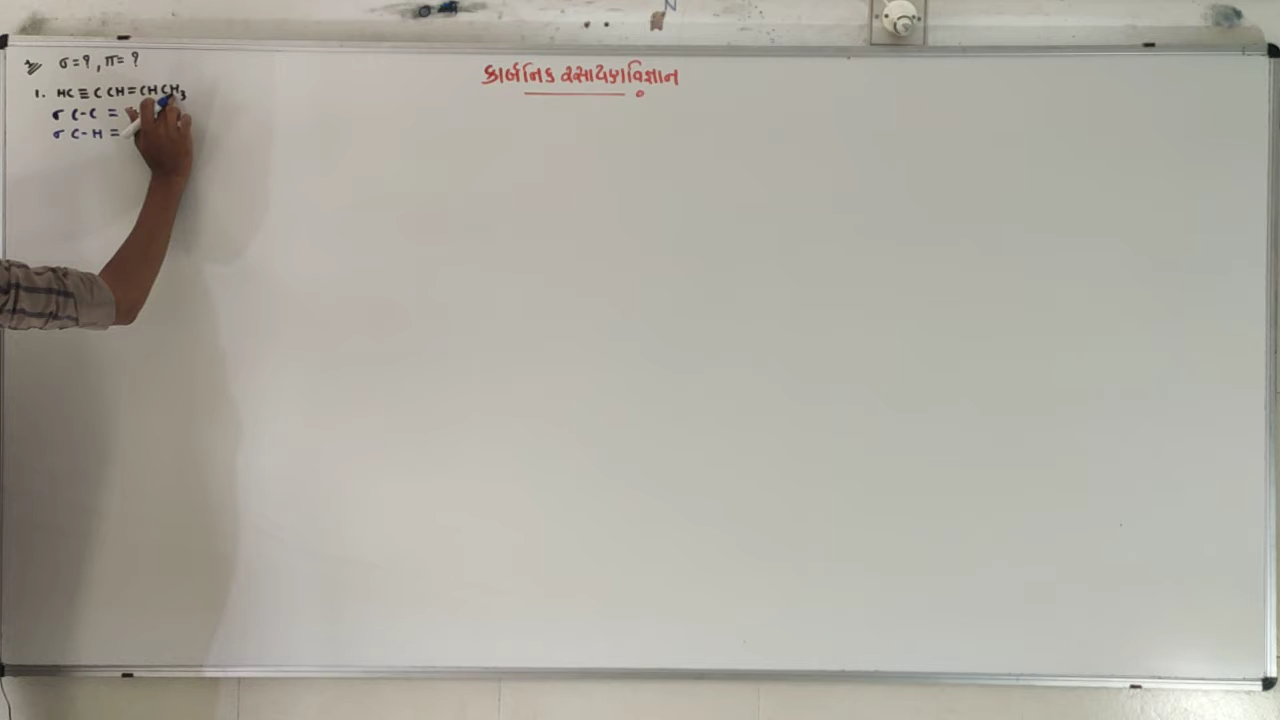 કાર્બનિક રસાયણવિજ્ઞાન
σ=?, π= ?
1. HC ≡ C CH = CH CH₃
σ C-C =
σ C-H =